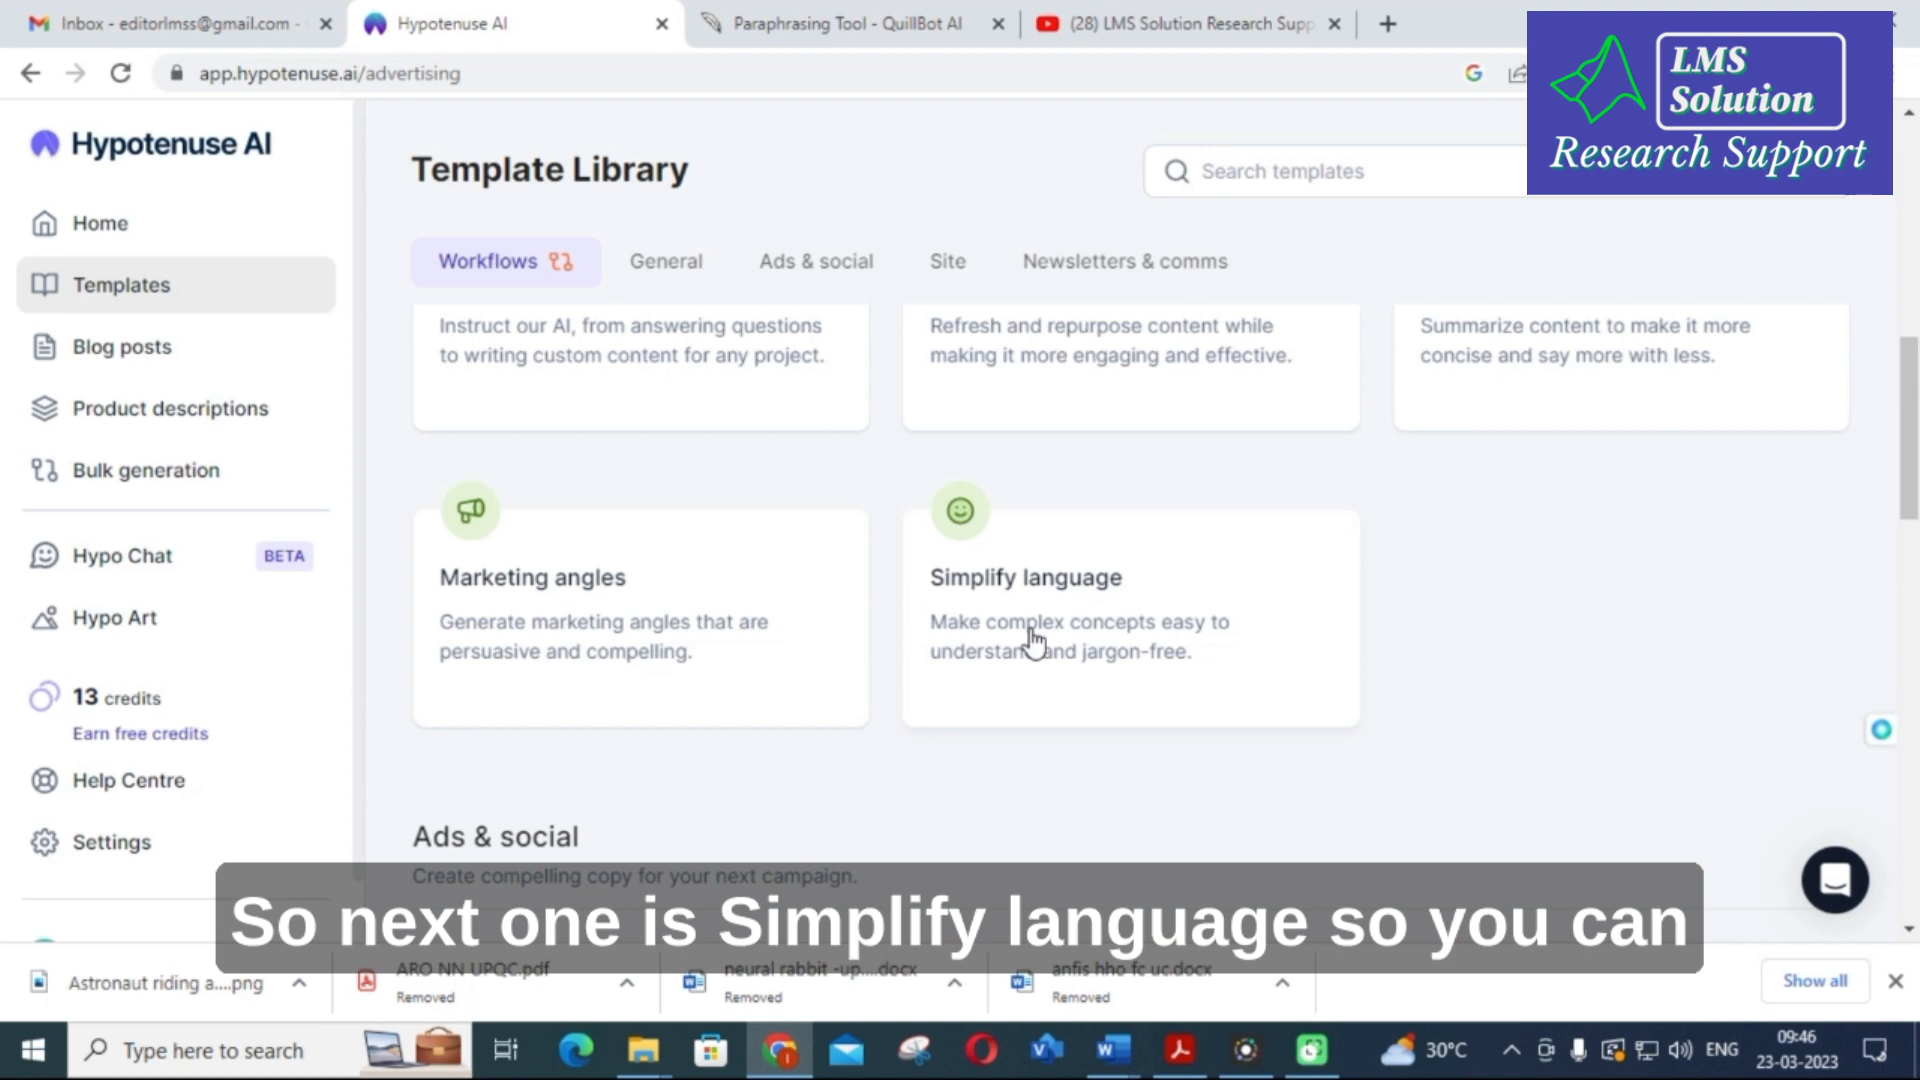 Inbox - editorlmss@gmail.com -
Hypotenuse AI
Paraphrasing Tool - QuillBot AI
(28) LMS Solution Research Supp
app.hypotenuse.ai/advertising
LMS
Solution
Research Support
Hypotenuse AI
Home
Templates
Blog posts
Product descriptions
Bulk generation
Hypo Chat
BETA
Hypo Art
13 credits
Earn free credits
Help Centre
Settings
Template Library
Search templates
Workflows
General
Ads & social
Site
Newsletters & comms
Instruct our AI, from answering questions
to writing custom content for any project.
Refresh and repurpose content while
making it more engaging and effective.
Summarize content to make it more
concise and say more with less.
Marketing angles
Generate marketing angles that are
persuasive and compelling.
Simplify language
Make complex concepts easy to
understand and jargon-free.
Ads & social
Create compelling copy for your next campaign.
So next one is Simplify language so you can
Astronaut riding a....png
ARO NN UPQC.pdf
Removed
neural rabbit -up....docx
Removed
anfis hho fc uc.docx
Removed
Show all
Type here to search
30°C
ENG
09:46
23-03-2023